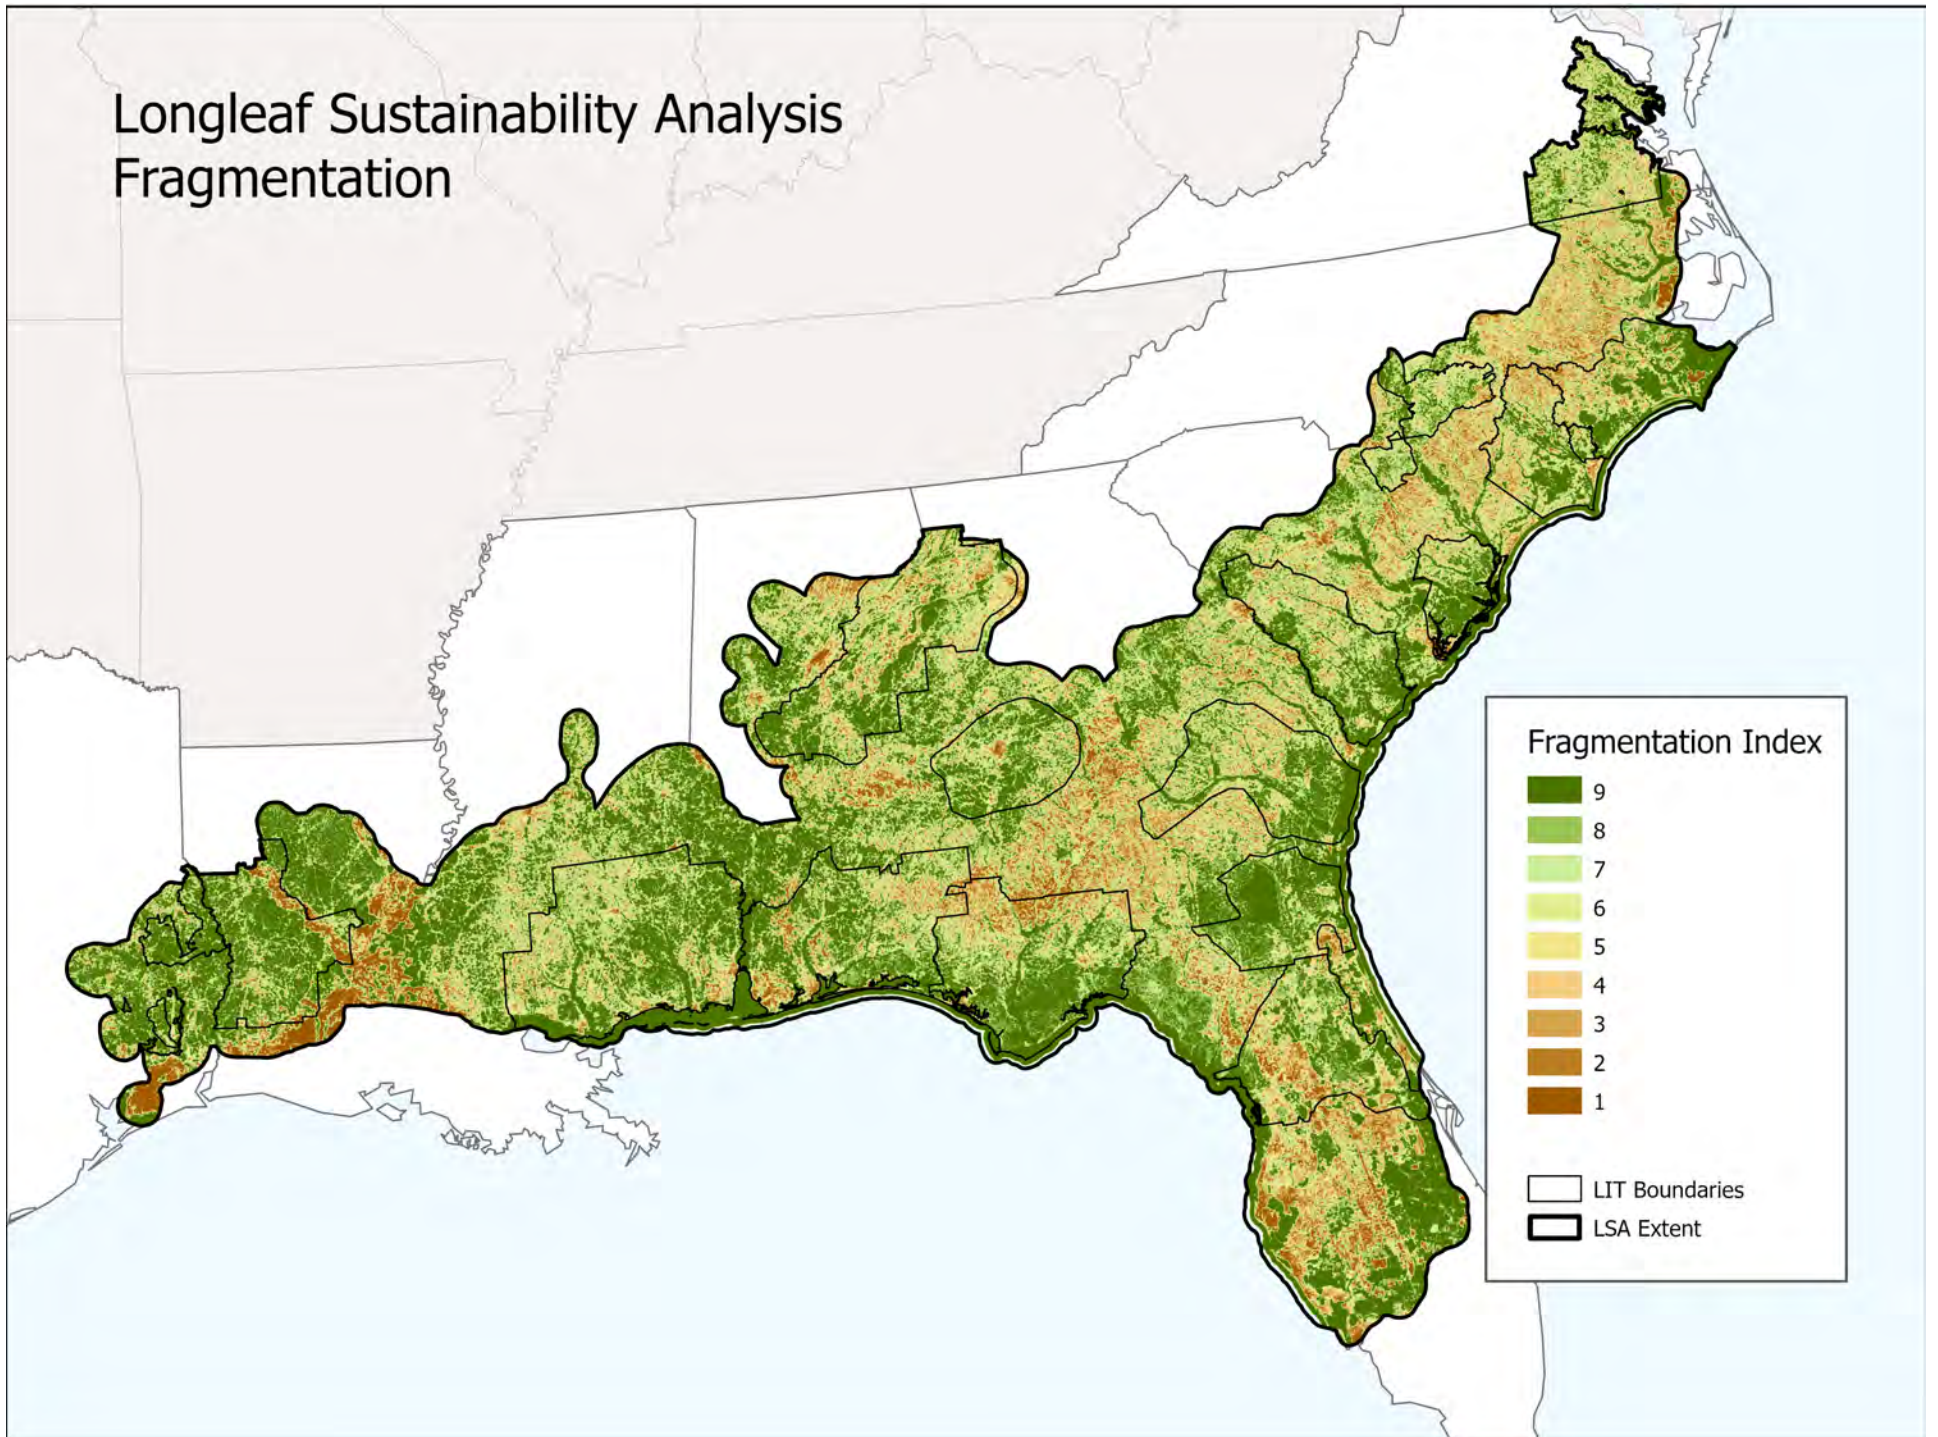 Longleaf Sustainability Analysis
Fragmentation
Fragmentation Index
9
8
7
6
5
4
3
2
1
LIT Boundaries
LSA Extent